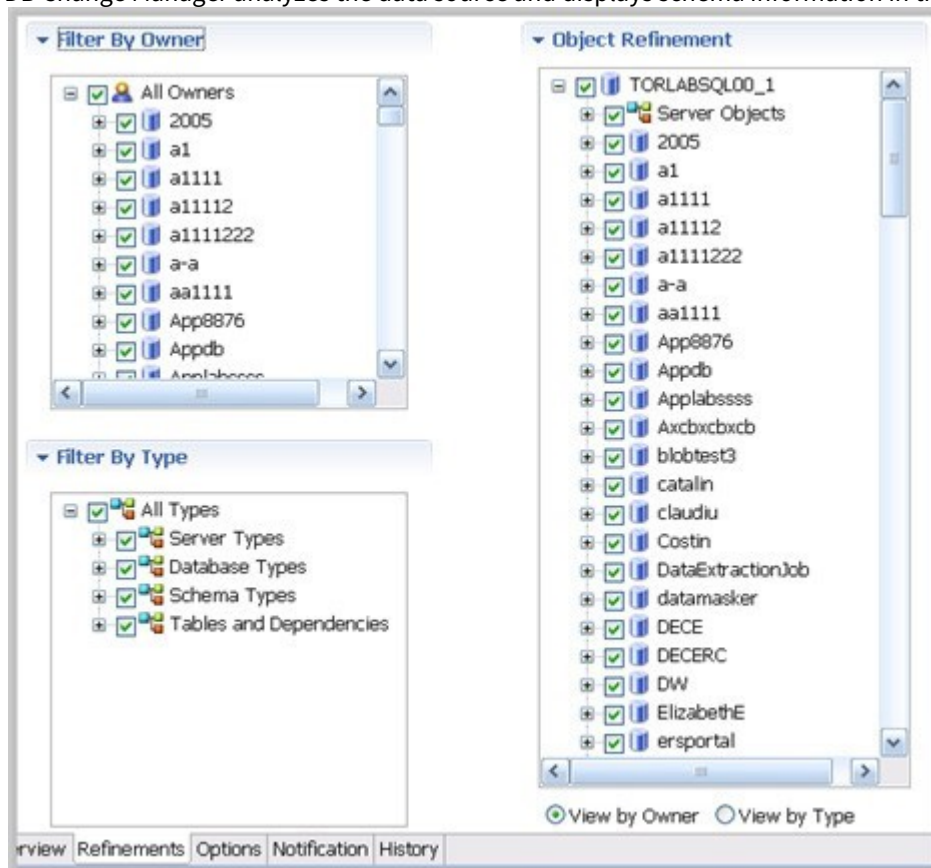 Filter By Owner
All Owners
2005
a1
a1111
a11112
a1111222
a-a
aa1111
App8876
Appdb
Filter By Type
All Types
Server Types
Database Types
Schema Types
Tables and Dependencies
Object Refinement
TORLABSQL00_1
Server Objects
2005
a1
a1111
a11112
a1111222
a-a
aa1111
App8876
Appdb
Applabssss
Axcbxcbxcb
blobtest3
catalin
claudiu
Costin
DataExtractionJob
datamasker
DECE
DECERC
DW
ElizabethE
ersportal
View by Owner View by Type
rview Refinements Options Notification History